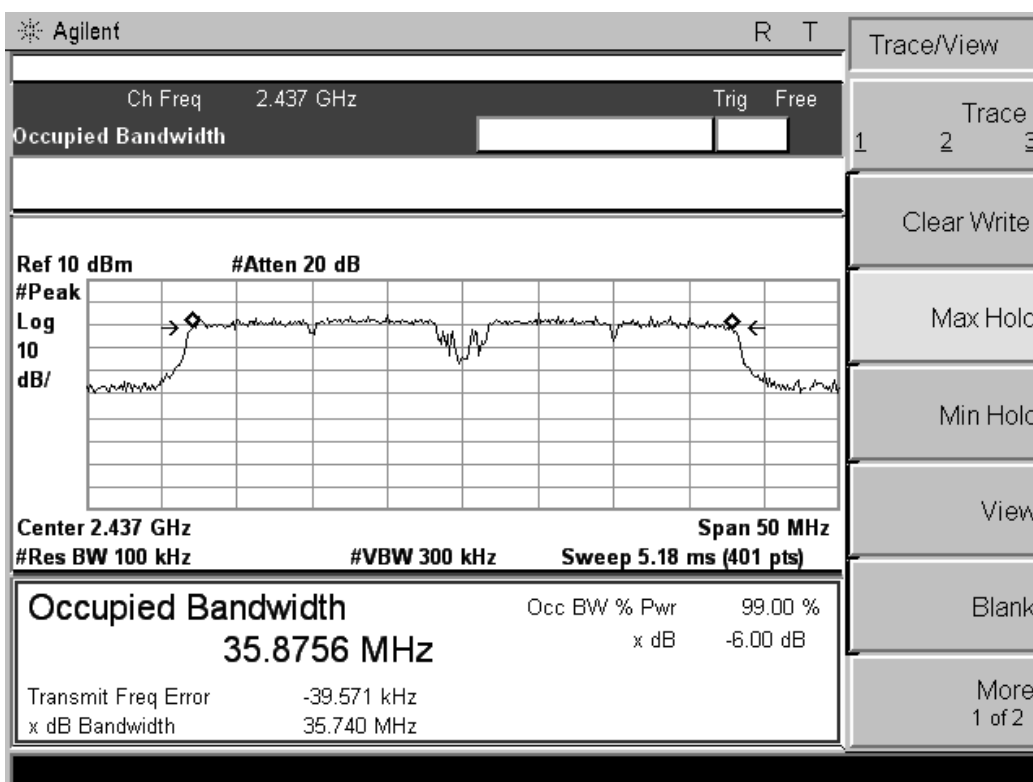 Agilent R T
Trace/View
Ch Freq 2.437 GHz Trig Free
Occupied Bandwidth
Trace
1 2 3
Clear Write
Ref 10 dBm #Atten 20 dB
#Peak
Log
10
dB/
Max Hold
Min Hold
Center 2.437 GHz Span 50 MHz
#Res BW 100 kHz #VBW 300 kHz Sweep 5.18 ms (401 pts)
View
Occupied Bandwidth Occ BW % Pwr 99.00 %
35.8756 MHz x dB -6.00 dB
Blank
Transmit Freq Error -39.571 kHz
x dB Bandwidth 35.740 MHz
More
1 of 2